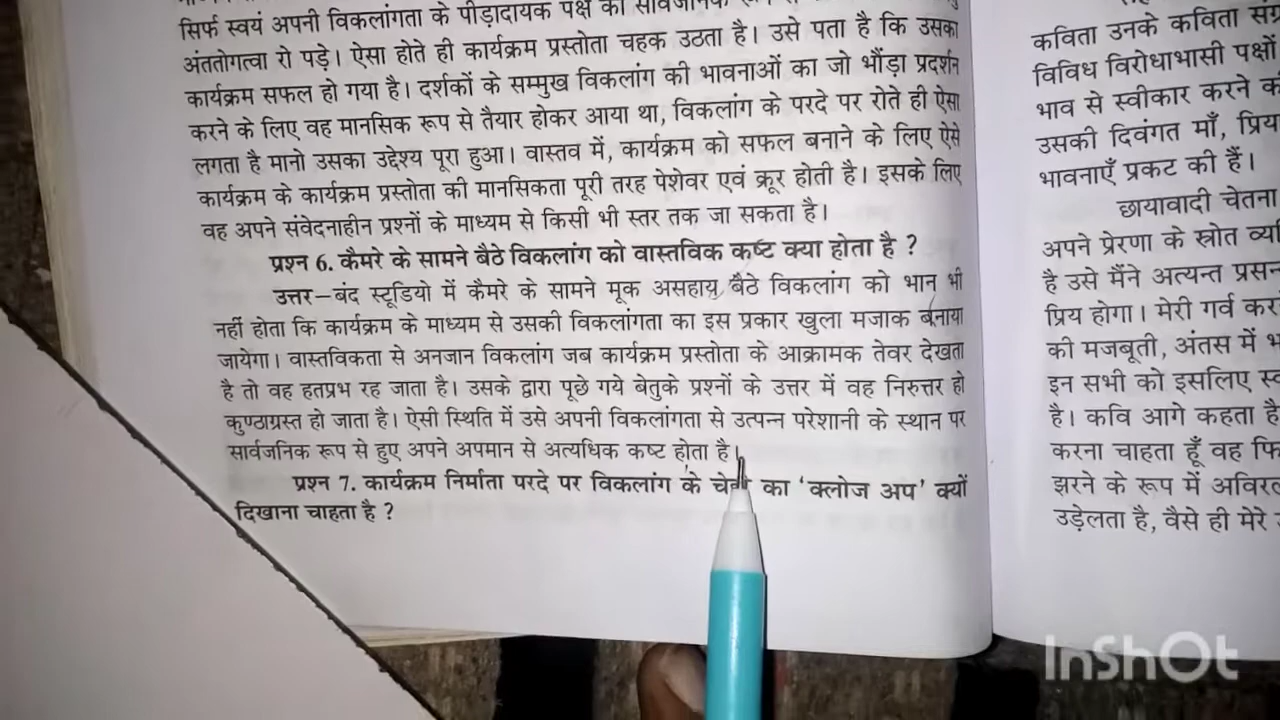 सिर्फ स्वयं अपनी विकलांगता के पीड़ादायक पक्ष को
अंततोगत्वा रो पड़े। ऐसा होते ही कार्यक्रम प्रस्तोता चहक उठता है। उसे पता है कि उसका
कार्यक्रम सफल हो गया है। दर्शकों के सम्मुख विकलांग की भावनाओं का जो भौंड़ा प्रदर्शन
करने के लिए वह मानसिक रूप से तैयार होकर आया था, विकलांग के परदे पर रोते ही ऐसा
लगता है मानो उसका उद्देश्य पूरा हुआ। वास्तव में, कार्यक्रम को सफल बनाने के लिए ऐसे
कार्यक्रम के कार्यक्रम प्रस्तोता की मानसिकता पूरी तरह पेशेवर एवं क्रूर होती है। इसके लिए
वह अपने संवेदनाहीन प्रश्नों के माध्यम से किसी भी स्तर तक जा सकता है।
प्रश्न 6. कैमरे के सामने बैठे विकलांग को वास्तविक कष्ट क्या होता है ?
उत्तर—बंद स्टूडियो में कैमरे के सामने मूक असहाय बैठे विकलांग को भान भी
नहीं होता कि कार्यक्रम के माध्यम से उसकी विकलांगता का इस प्रकार खुला मजाक बनाया
जायेगा। वास्तविकता से अनजान विकलांग जब कार्यक्रम प्रस्तोता के आक्रामक तेवर देखता
है तो वह हतप्रभ रह जाता है। उसके द्वारा पूछे गये बेतुके प्रश्नों के उत्तर में वह निरुत्तर हो
कुण्ठाग्रस्त हो जाता है। ऐसी स्थिति में उसे अपनी विकलांगता से उत्पन्न परेशानी के स्थान पर
सार्वजनिक रूप से हुए अपने अपमान से अत्यधिक कष्ट होता है।
प्रश्न 7. कार्यक्रम निर्माता परदे पर विकलांग के का 'क्लोज अप' क्यों
दिखाना चाहता है ?
कविता उनके कविता
विविध विरोधाभासी पक्षों
भाव से स्वीकार करने
उसकी दिवंगत माँ,
भावनाएँ प्रकट की हैं।
छायावादी चेतना
अपने प्रेरणा के स्रोत
है उसे मैंने अत्यन्त
प्रिय होगा। मेरी गर्व
की मजबूती, अंतस में
इन सभी को इसलिए
है। कवि आगे कहता है
करना चाहता हूँ वह
झरने के रूप में
उड़ेलता है, वैसे ही मेरे
InShOt